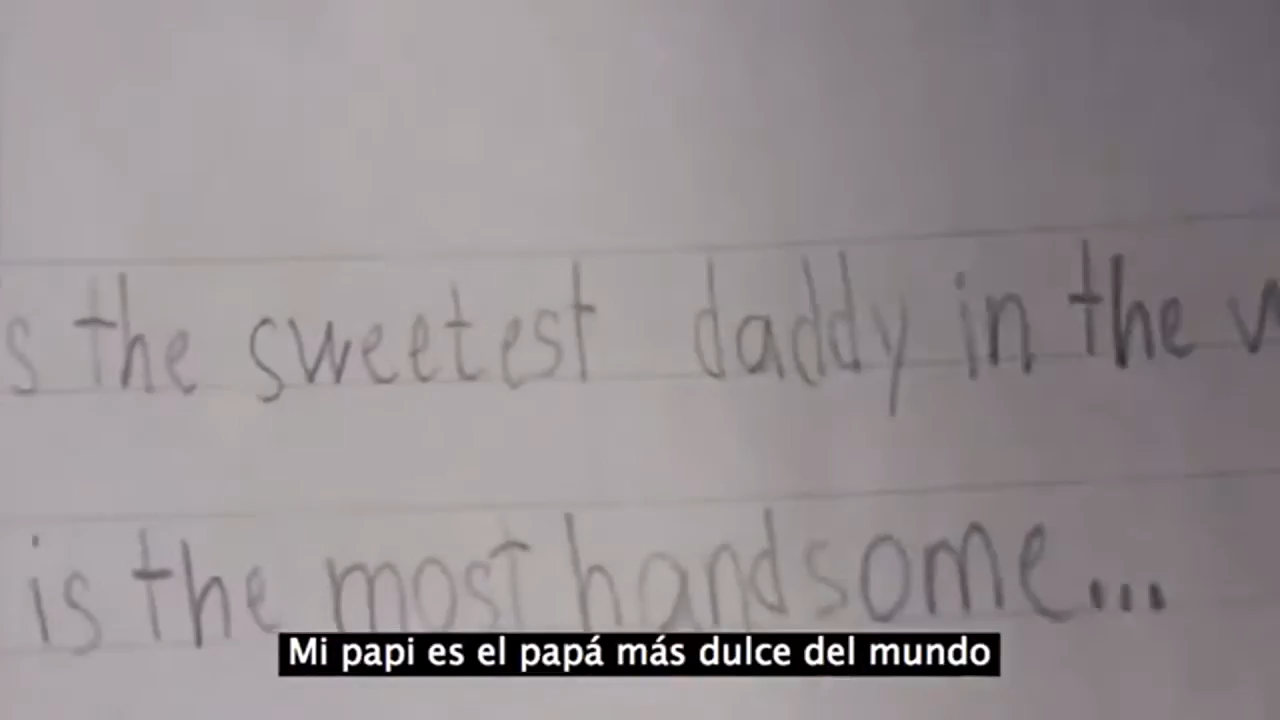 s the sweetest daddy in the
is the most handsome...
Mi papi es el papá más dulce del mundo